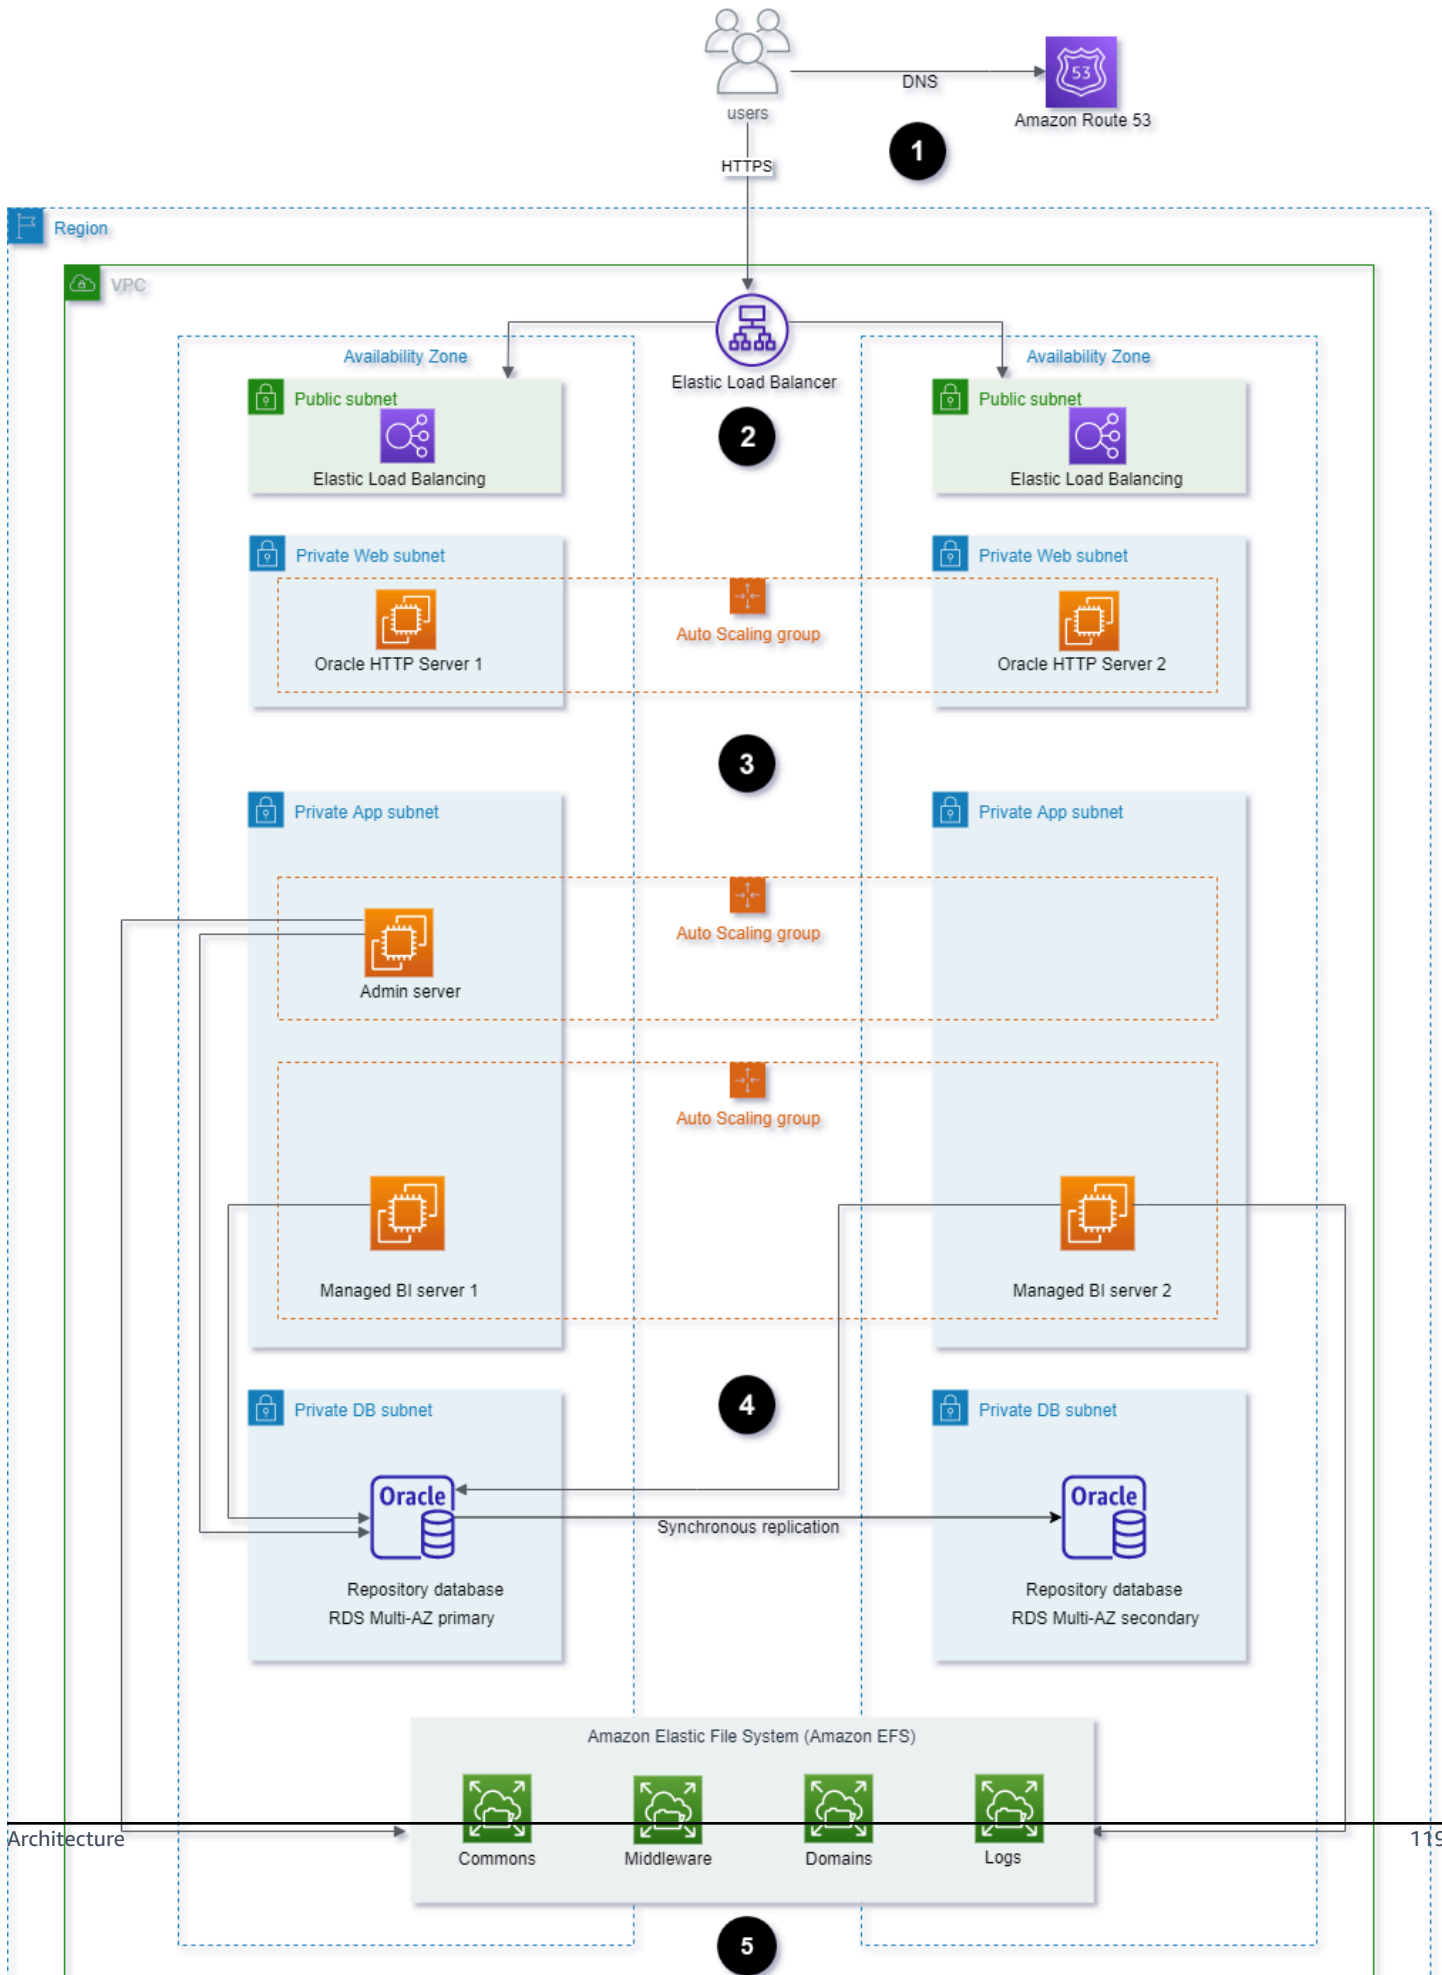 53
DNS
Amazon Route 53
users
1
HTTPS
Region
VPC
Availability Zone
Availability Zone
Elastic Load Balancer
Public subnet
Public subnet
2
Elastic Load Balancing
Elastic Load Balancing
Private Web subnet
Private Web subnet
Auto Scaling group
Oracle HTTP Server 1
Oracle HTTP Server 2
3
Private App subnet
Private App subnet
Auto Scaling group
Admin server
Auto Scaling group
Managed BI server 1
Managed BI server 2
4
Private DB subnet
Private DB subnet
Oracle
Oracle
Synchronous replication
Repository database
RDS Multi-AZ primary
Repository database
RDS Multi-AZ secondary
Amazon Elastic File System (Amazon EFS)
Architecture
119
Commons
Middleware
Domains
Logs
5